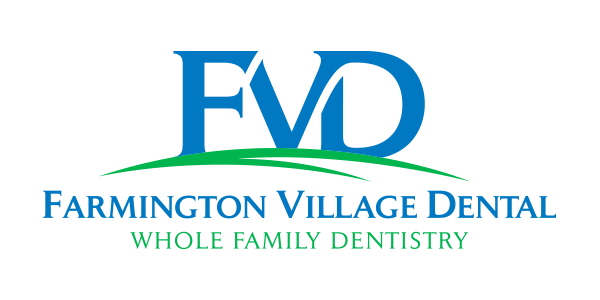 FVD
FARMINGTON VILLAGE DENTAL
WHOLE FAMILY DENTISTRY